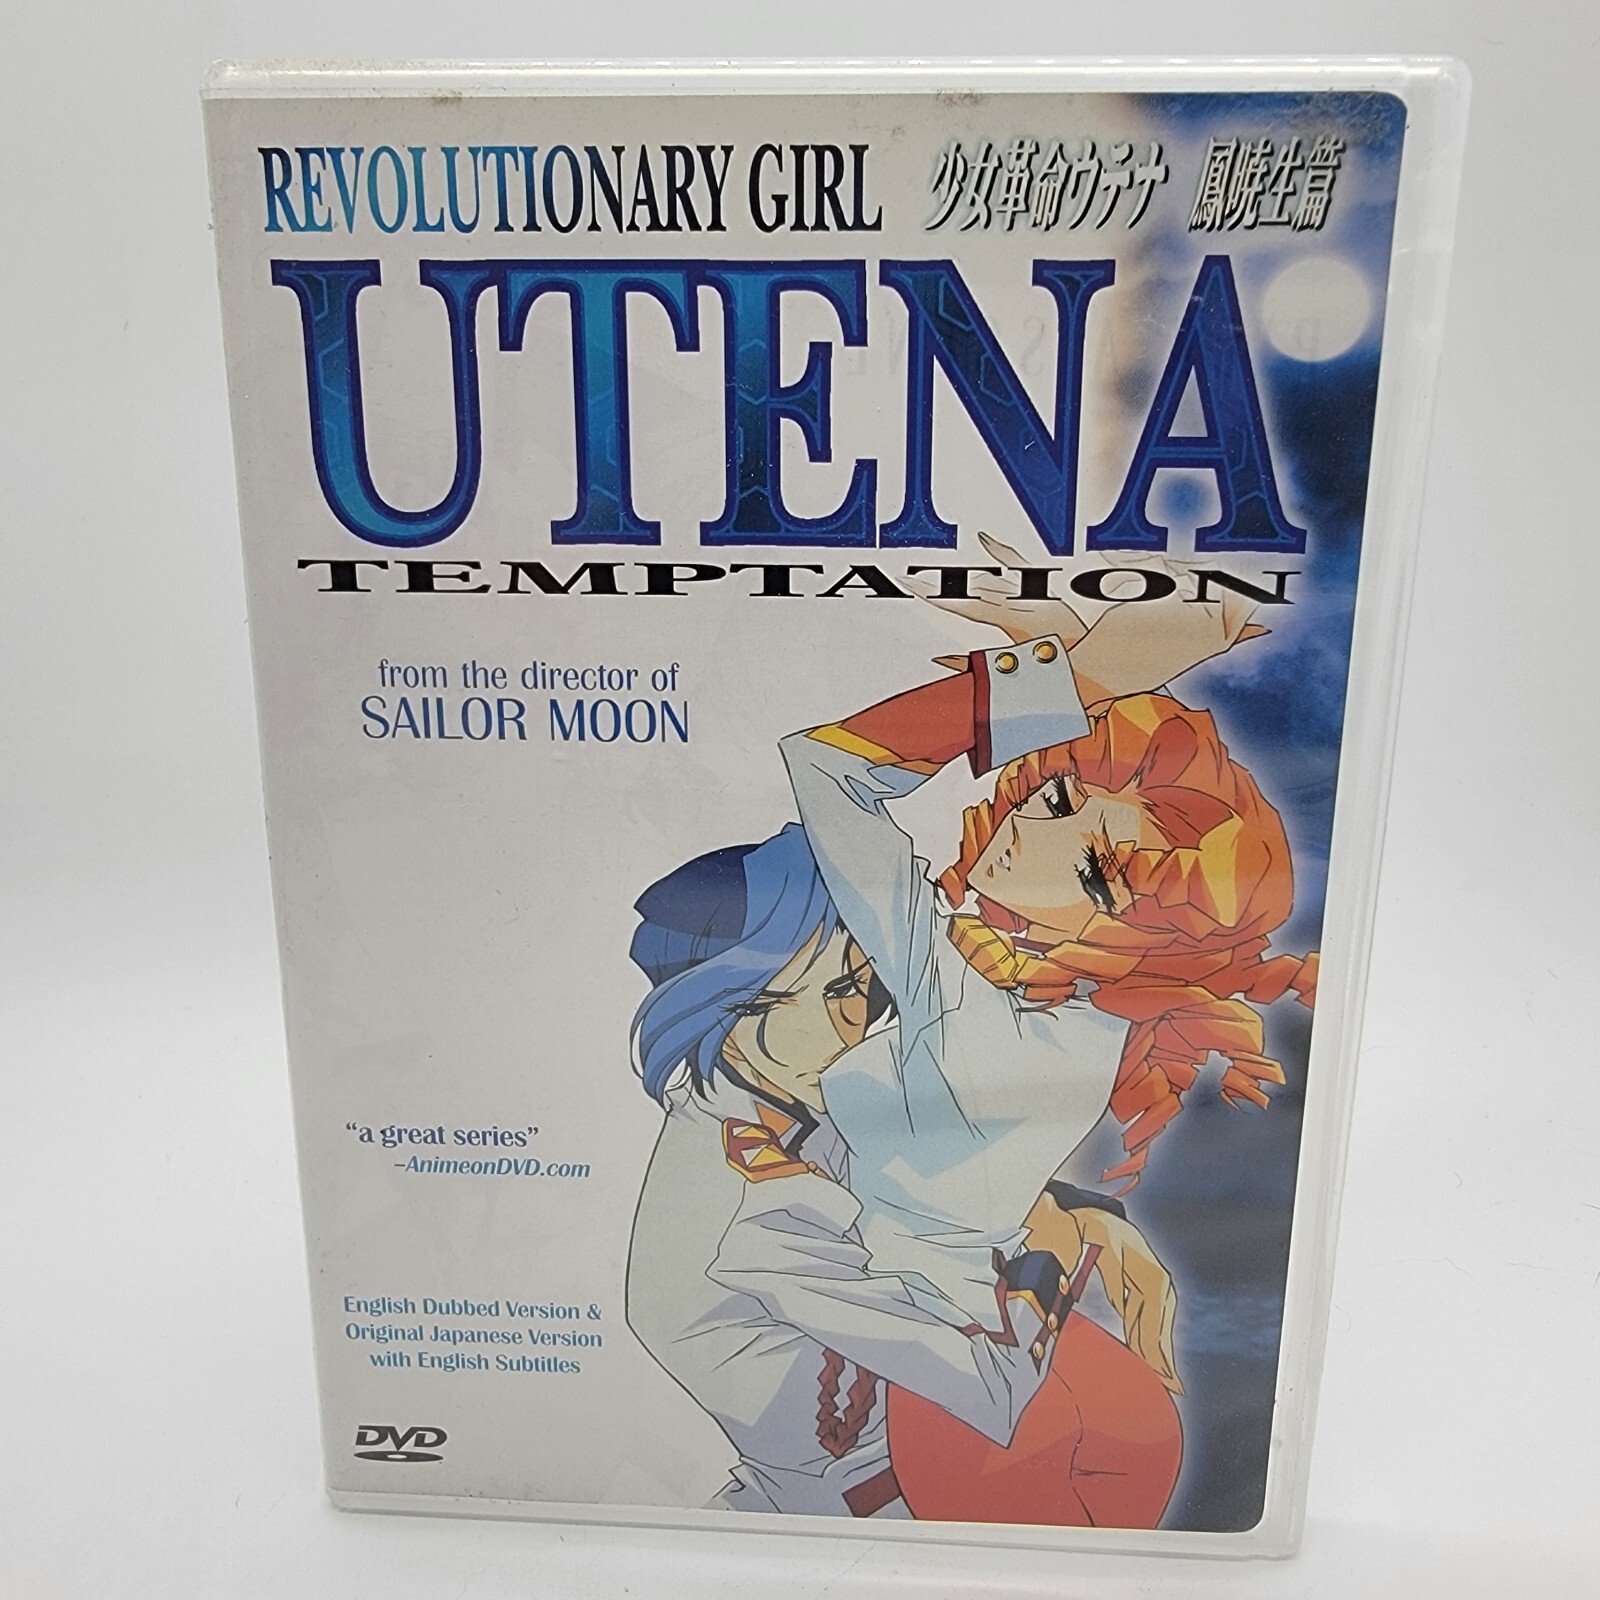 REVOLUTIONARY GIRL 少女革命ウテナ 鳳暁生篇
UTENA
TEMPTATION
from the director of
SAILOR MOON
"a great series"
–AnimeonDVD.com
English Dubbed Version &
Original Japanese Version
with English Subtitles
DVD